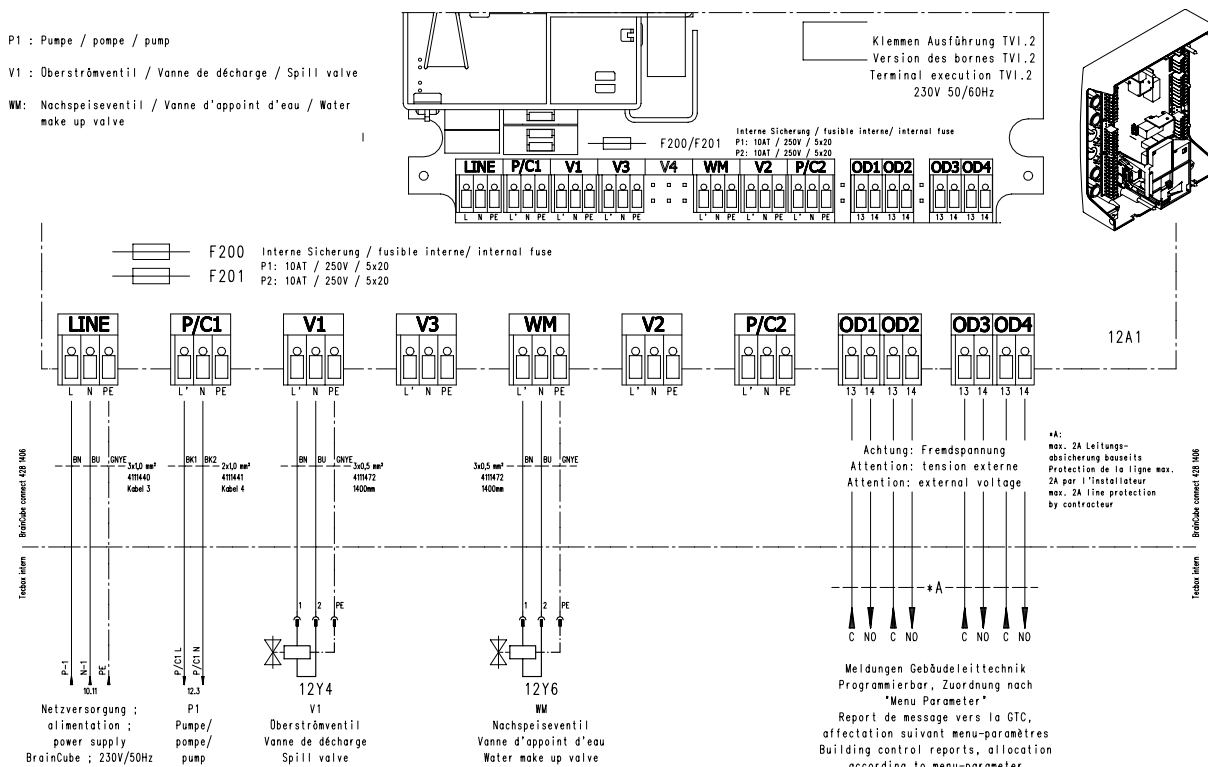 P1 : Pumpe / pompe / pump
V1 : Überströmventil / Vanne de décharge / Spill valve
WM: Nachspeiseventil / Vanne d'appoint d'eau / Water
make up valve
Klemmen Ausführung TV1.2
Version des bornes TV1.2
Terminal execution TV1.2
230V 50/60Hz
F200/F201
Interne Sicherung / fusible interne/ internal fuse
P1: 10AT / 250V / 5x20
P2: 10AT / 250V / 5x20
LINE P/C1 V1 V3 V4 WM V2 P/C2 OD1 OD2 OD3 OD4
L N PE L' N PE L' N PE L' N PE L' N PE L' N PE L' N PE 13 14 13 14 13 14 13 14
F200
F201
Interne Sicherung / fusible interne/ internal fuse
P1: 10AT / 250V / 5x20
P2: 10AT / 250V / 5x20
LINE P/C1 V1 V3 WM V2 P/C2 OD1 OD2 OD3 OD4
12A1
L N PE L' N PE L' N PE L' N PE L' N PE L' N PE L' N PE 13 14 13 14 13 14 13 14
BN BU GNYE
3x1,0 mm²
4111440
Kabel 3
BK1 BK2
2x1,0 mm²
4111441
Kabel 4
BN BU GNYE
3x0,5 mm²
4111472
1400mm
3x0,5 mm²
4111472
1400mm
BN BU GNYE
Achtung: Fremdspannung
Attention: tension externe
Attention: external voltage
*A:
max. 2A Leitungs-
absicherung bauseits
Protection de la ligne max.
2A par l'installateur
max. 2A line protection
by contracteur
BrainCube connect 428 1406
Tecbox intern
BrainCube connect 428 1406
Tecbox intern
1 2 PE
1 2 PE
*A
C NO C NO C NO C NO
P-1 N-1 PE
10.11
P/C1 L P/C1 N
12.3
12Y4
12Y6
Netzversorgung ;
alimentation ;
power supply
BrainCube ; 230V/50Hz
P1
Pumpe/
pompe/
pump
V1
Überströmventil
Vanne de décharge
Spill valve
WM
Nachspeiseventil
Vanne d'appoint d'eau
Water make up valve
Meldungen Gebäudeleittechnik
Programmierbar, Zuordnung nach
"Menu Parameter"
Report de message vers la GTC,
affectation suivant menu-paramètres
Building control reports, allocation
according to menu-parameter